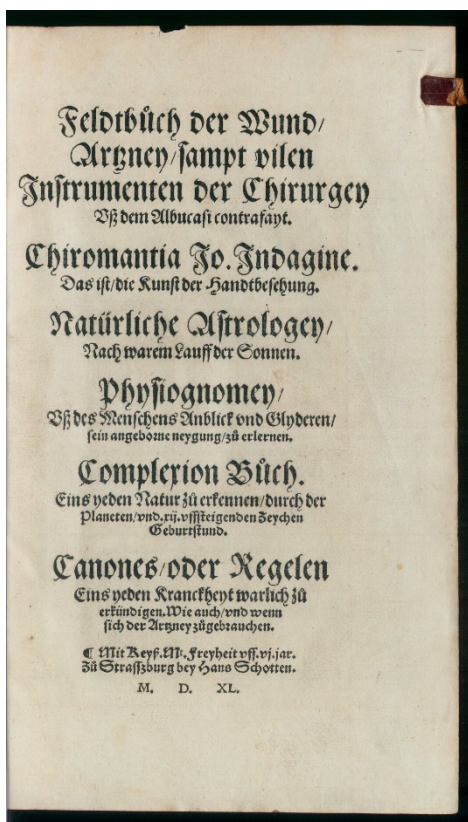 Feldtbůch der Wund/
Artzney/sampt vilen
Instrumenten der Chirurgey
Vß dem Albucasi contrafayt.
Chiromantia Jo. Indagine.
Das ist/die Kunst der Handtbesehung.
Natürliche Astrologey/
Nach warem Lauff der Sonnen.
Physiognomey/
Vß des Menschens Anblick vnd Glyderen/
sein angeborne neygung/zů erlernen.
Complexion Bůch.
Eins yeden Natur zů erkennen/durch der
Planeten/vnd.xij.vffsteigenden Zeychen
Geburtstund.
Canones/oder Regelen
Eins yeden Kranckheyt warlich zů
erkündigen.Wie auch/vnd wenn
sich der Artzney zůgebrauchen.
¶ Mit Keyß.Mt.Freyheit vff.vj.jar.
Zů Straßburg bey Hans Schotten.
M. D. XL.